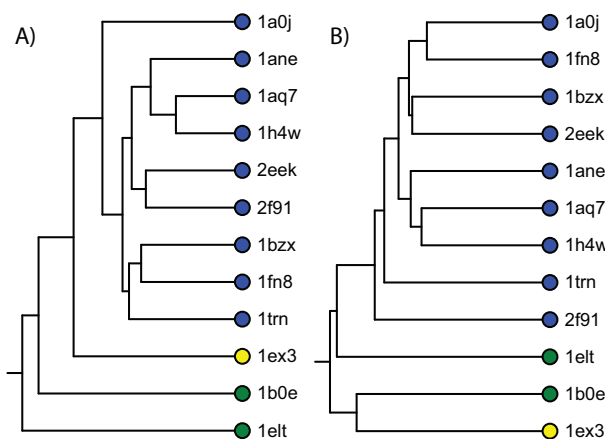 A)
1a0j
1ane
1aq7
1h4w
2eek
2f91
1bzx
1fn8
1trn
1ex3
1b0e
1elt
B)
1a0j
1fn8
1bzx
2eek
1ane
1aq7
1h4w
1trn
2f91
1elt
1b0e
1ex3